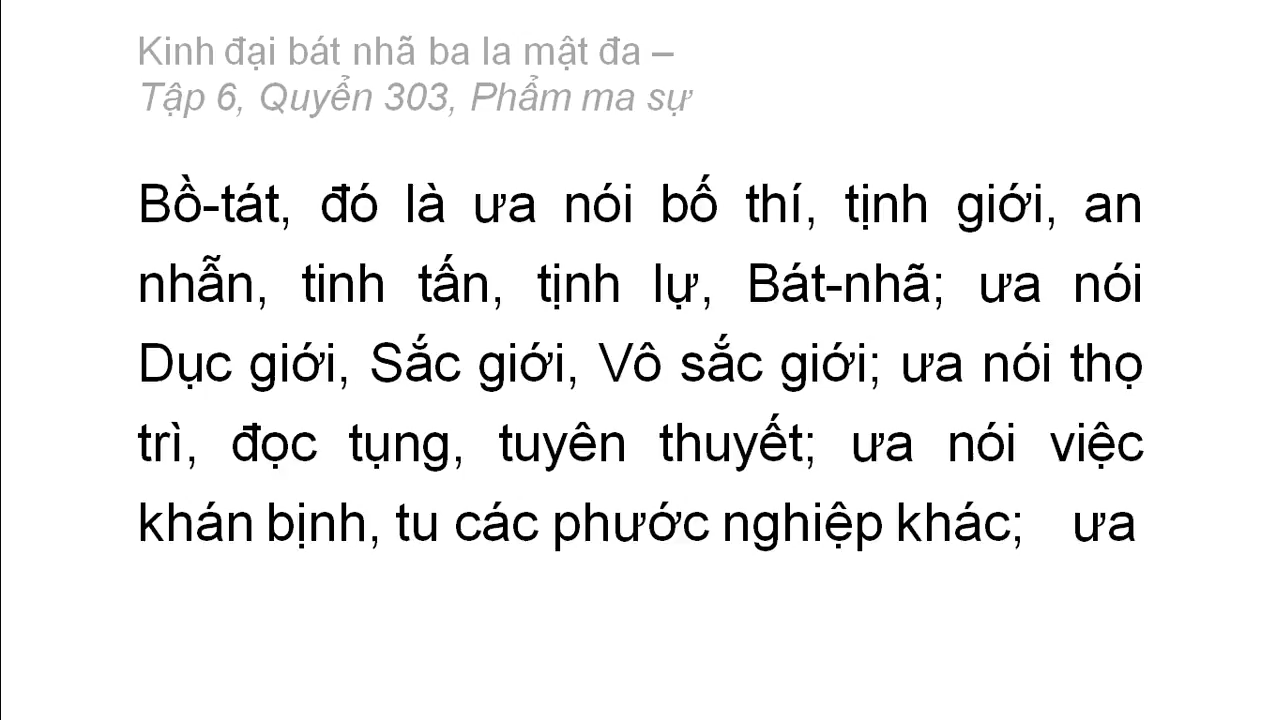 Kinh đại bát nhã ba la mật đa –
Tập 6, Quyển 303, Phẩm ma sự
Bồ-tát, đó là ưa nói bố thí, tịnh giới, an
nhẫn, tinh tấn, tịnh lự, Bát-nhã; ưa nói
Dục giới, Sắc giới, Vô sắc giới; ưa nói thọ
trì, đọc tụng, tuyên thuyết; ưa nói việc
khán bịnh, tu các phước nghiệp khác; ưa